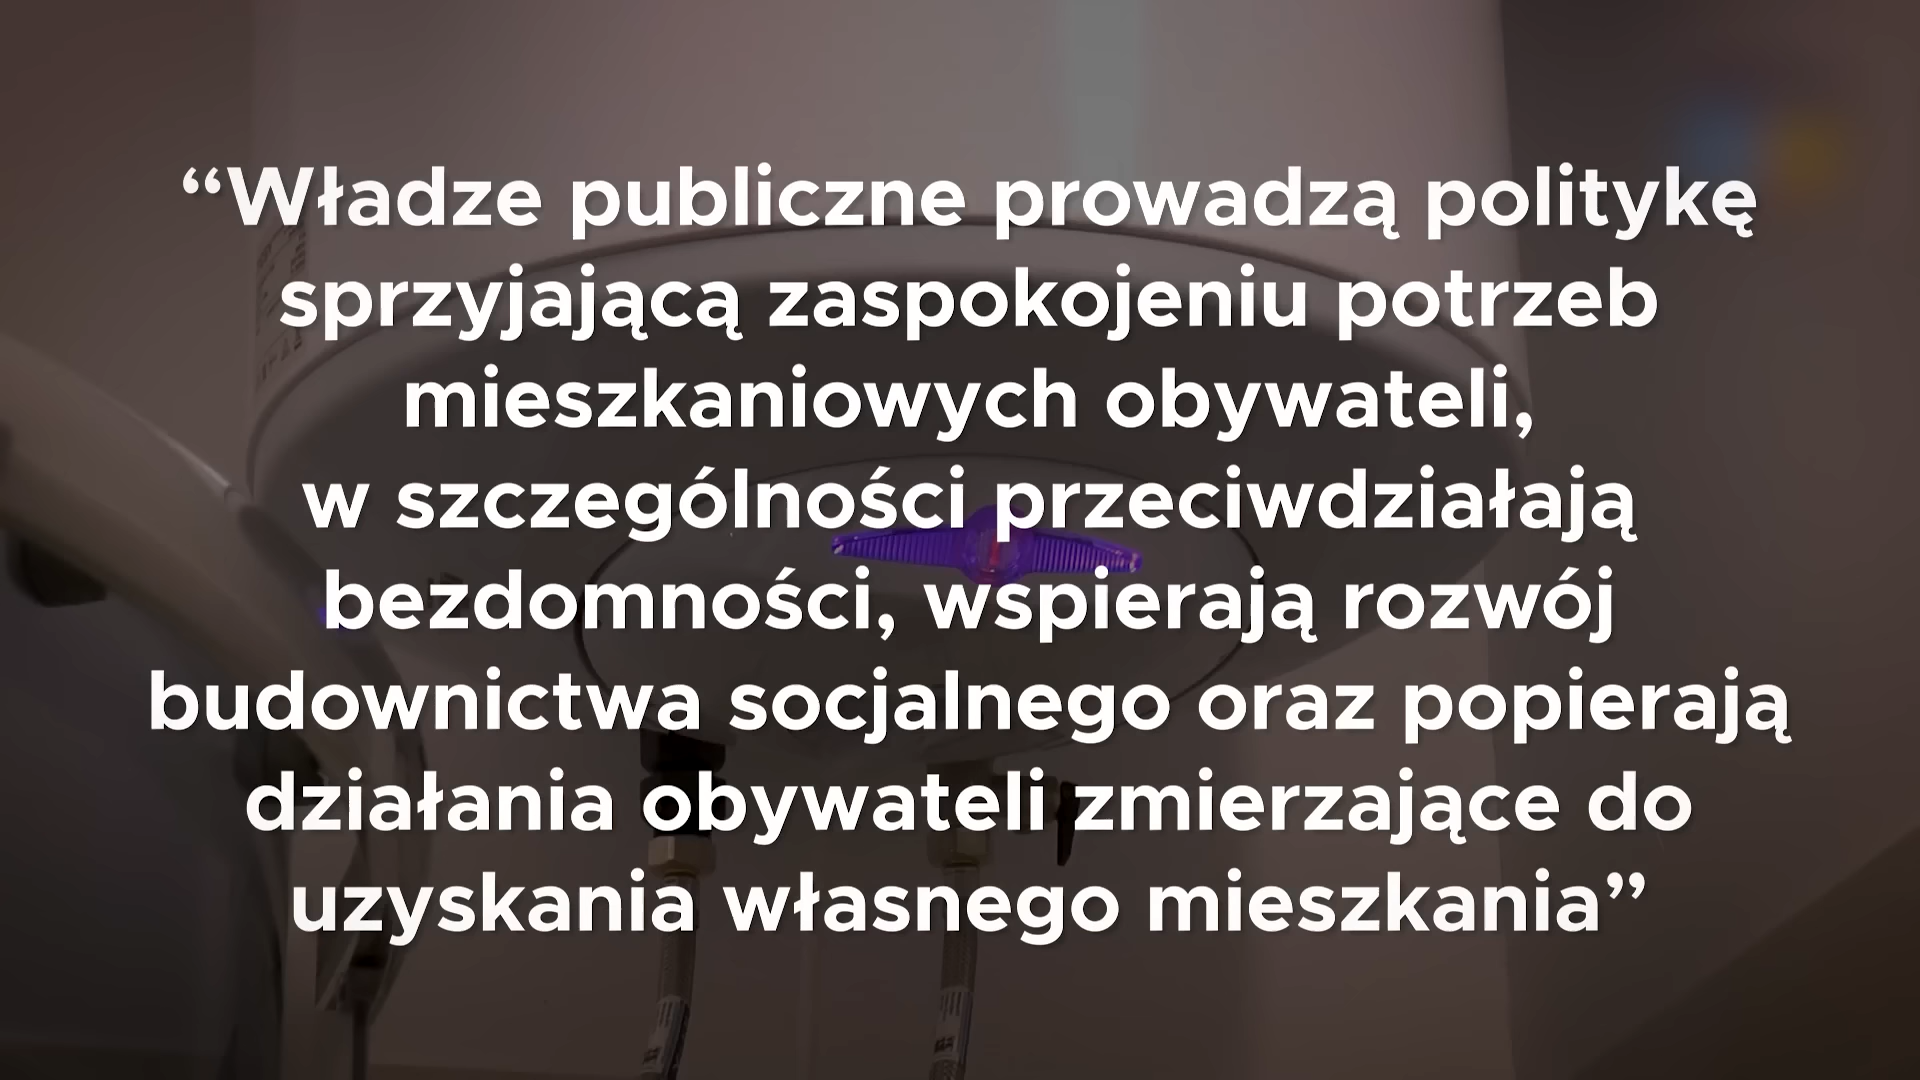 “Władze publiczne prowadzą politykę
sprzyjającą zaspokojeniu potrzeb
mieszkaniowych obywateli,
w szczególności przeciwdziałają
bezdomności, wspierają rozwój
budownictwa socjalnego oraz popierają
działania obywateli zmierzające do
uzyskania własnego mieszkania”